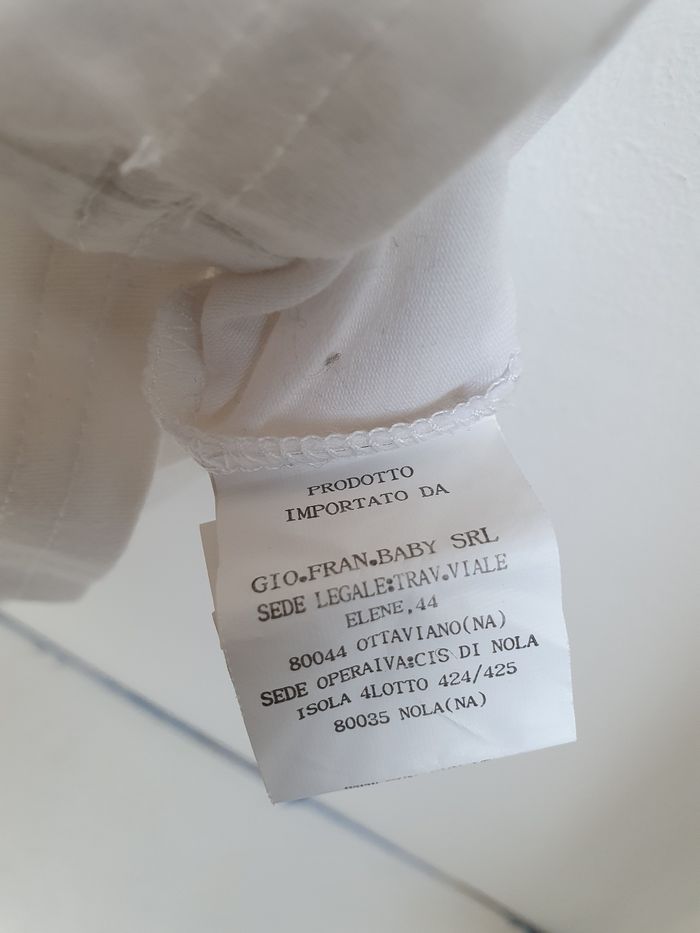 PRODOTTO
IMPORTATO DA
GIO.FRAN.BABY SRL
SEDE LEGALE:TRAV.VIALE
ELENE,44
80044 OTTAVIANO(NA)
SEDE OPERAIVA:CIS DI NOLA
ISOLA 4LOTTO 424/425
80035 NOLA(NA)